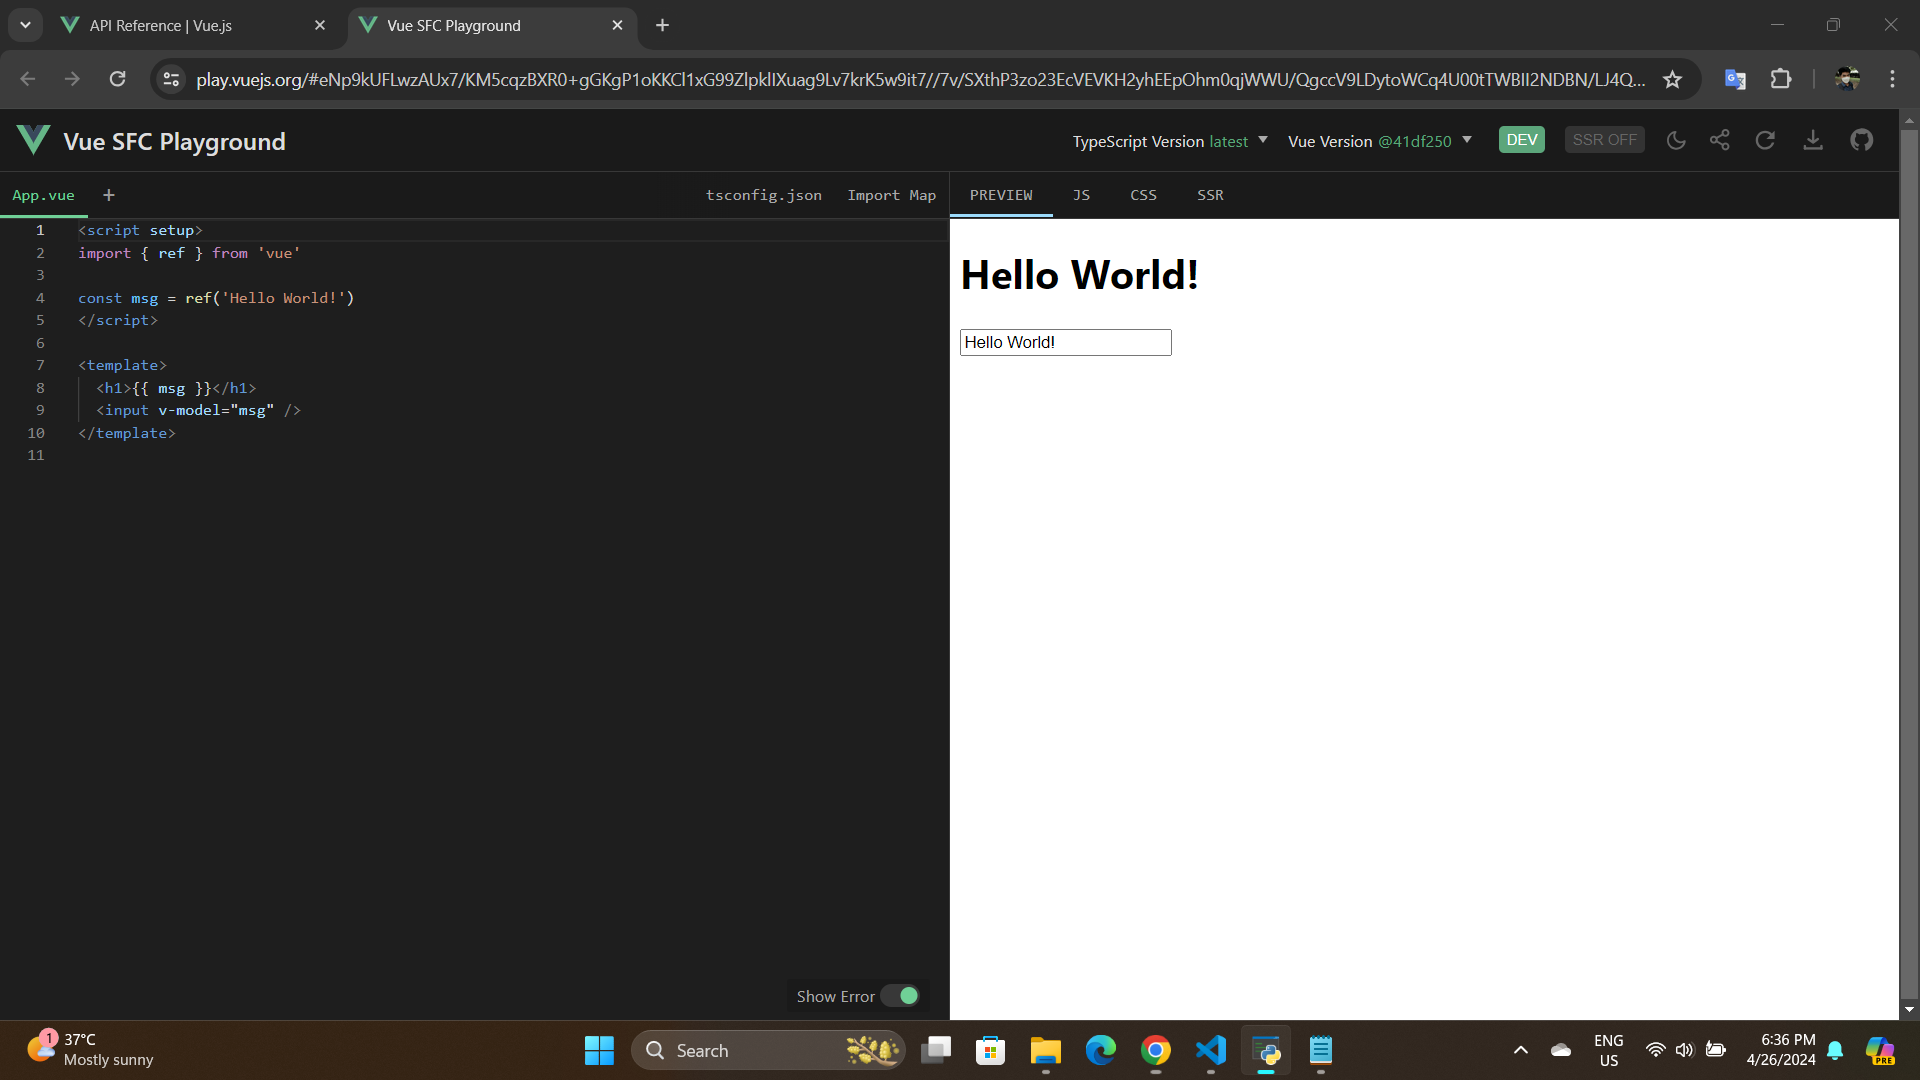 API Reference | Vue.js
Vue SFC Playground
play.vuejs.org/#eNp9kUFLwzAUx7/KM5cqzBXR0+gGKgP1oKKCl1xG99ZlpklIXuag9Lv7krK5w9it7//7v/SXthP3zo23EcVEVKH2yhEEpOhm0qjWWU/QgccV9LDytoWCq4U00tTWBII2NDBN/LJ4Q...
Vue SFC Playground
TypeScript Version latest
Vue Version @41df250
DEV
SSR OFF
App.vue
+
tsconfig.json
Import Map
PREVIEW
JS
CSS
SSR
1 <script setup>
2 import { ref } from 'vue'
3
4 const msg = ref('Hello World!')
5 </script>
6
7 <template>
8 <h1>{{ msg }}</h1>
9 <input v-model="msg" />
10 </template>
11
Show Error
Hello World!
Hello World!
1
37°C
Mostly sunny
Search
ENG
US
6:36 PM
4/26/2024
PRE